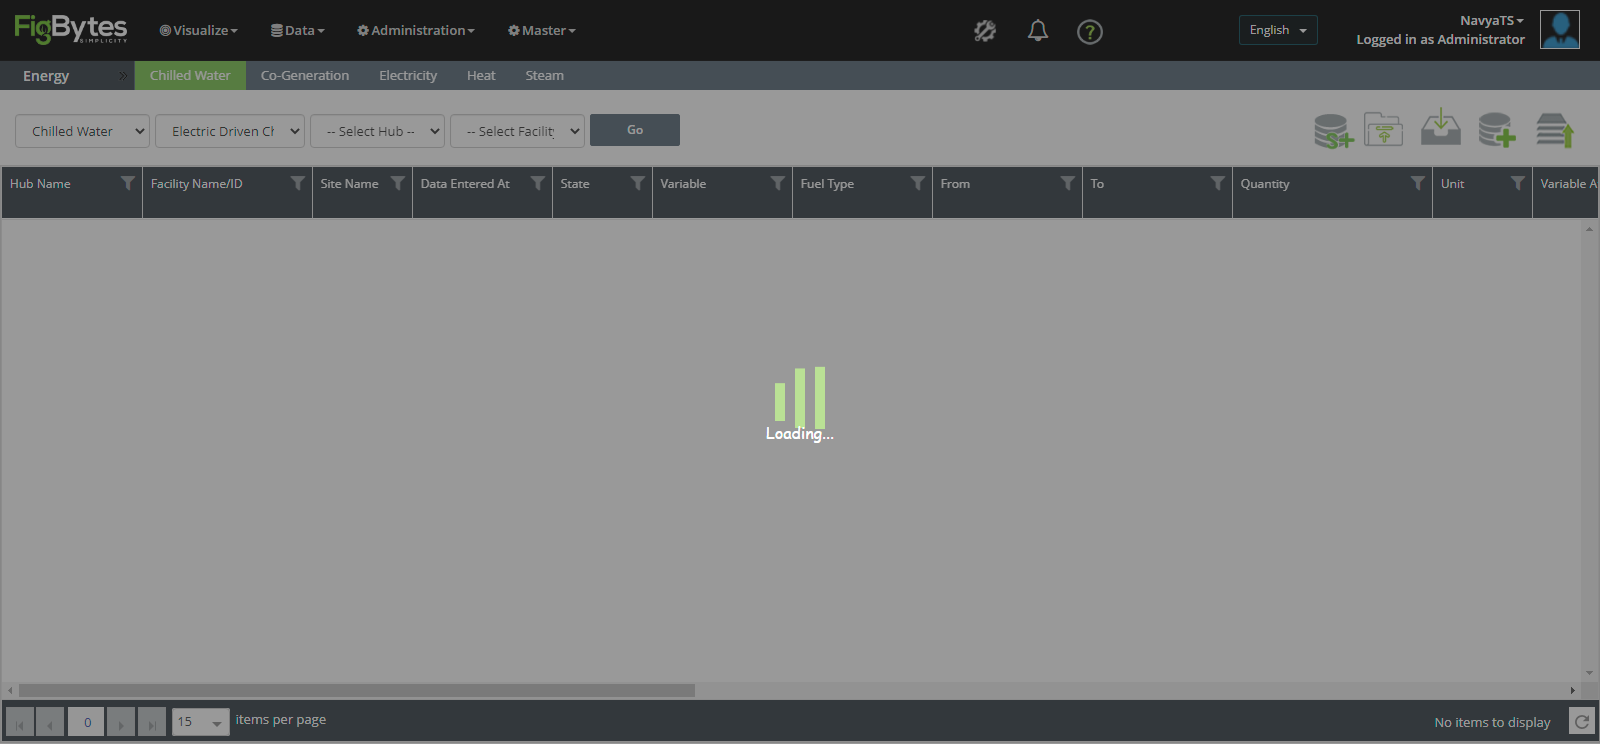 FigBytes
SIMPLICITY
Visualize
Data
Administration
Master
?
English
NavyaTS
Logged in as Administrator
Energy
Chilled Water
Co-Generation
Electricity
Heat
Steam
Chilled Water
Electric Driven Ch
-- Select Hub --
-- Select Facility
Go
Hub Name
Facility Name/ID
Site Name
Data Entered At
State
Variable
Fuel Type
From
To
Quantity
Unit
Variable A
Loading...
0
15
items per page
No items to display